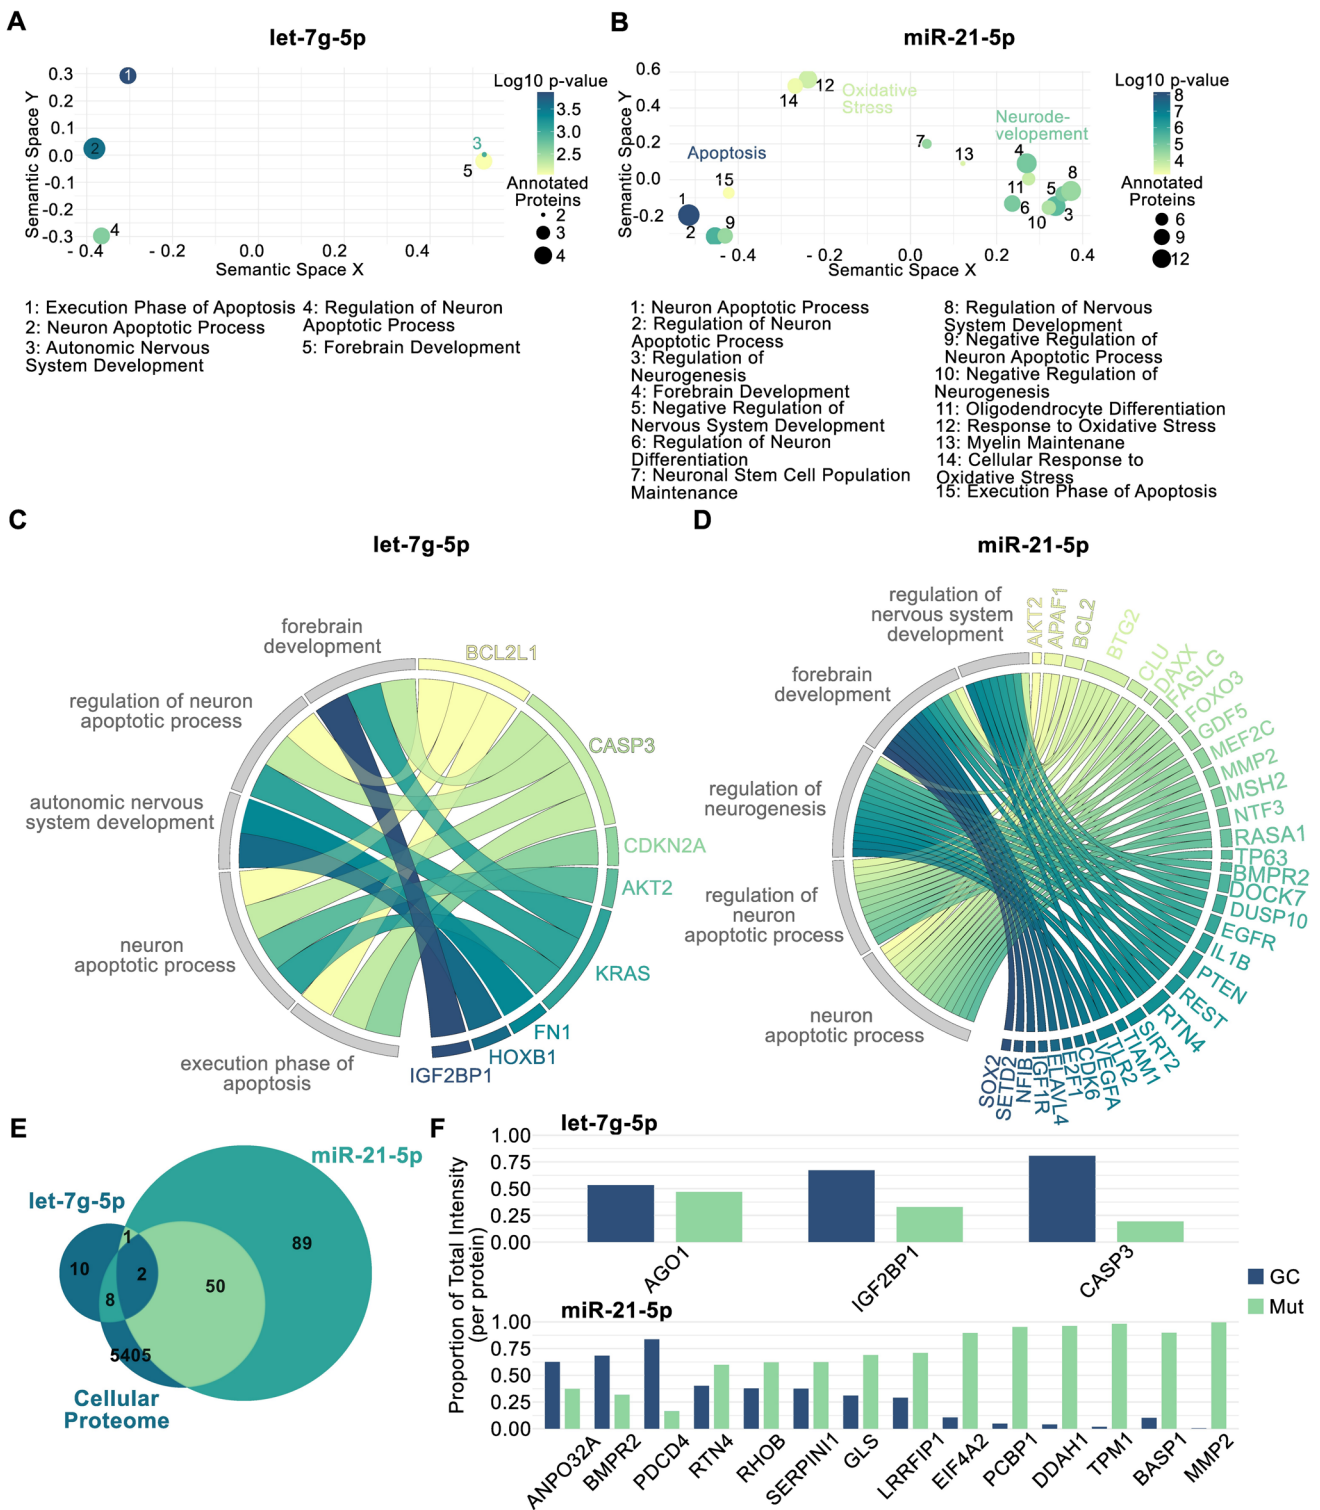 A
let-7g-5p
Semantic Space Y
0.3
0.2
0.1
0.0
-0.1
-0.2
-0.3
1
2
3
5
4
- 0.4
- 0.2
0.0
0.2
0.4
Semantic Space X
Log10 p-value
3.5
3.0
2.5
Annotated
Proteins
2
3
4
1: Execution Phase of Apoptosis
2: Neuron Apoptotic Process
3: Autonomic Nervous
System Development
4: Regulation of Neuron
Apoptotic Process
5: Forebrain Development
B
miR-21-5p
Semantic Space Y
0.6
0.4
0.2
0.0
-0.2
12
14
Oxidative
Stress
Neurode-
velopement
Apoptosis
7
13
4
15
11
5
8
1
6
3
10
2
9
- 0.4
- 0.2
0.0
0.2
0.4
Semantic Space X
Log10 p-value
8
7
6
5
4
Annotated
Proteins
6
9
12
1: Neuron Apoptotic Process
2: Regulation of Neuron
Apoptotic Process
3: Regulation of
Neurogenesis
4: Forebrain Development
5: Negative Regulation of
Nervous System Development
6: Regulation of Neuron
Differentiation
7: Neuronal Stem Cell Population
Maintenance
8: Regulation of Nervous
System Development
9: Negative Regulation of
Neuron Apoptotic Process
10: Negative Regulation of
Neurogenesis
11: Oligodendrocyte Differentiation
12: Response to Oxidative Stress
13: Myelin Maintenane
14: Cellular Response to
Oxidative Stress
15: Execution Phase of Apoptosis
C
let-7g-5p
forebrain
development
regulation of neuron
apoptotic process
autonomic nervous
system development
neuron
apoptotic process
execution phase of
apoptosis
BCL2L1
CASP3
CDKN2A
AKT2
KRAS
FN1
HOXB1
IGF2BP1
D
miR-21-5p
regulation of
nervous system
development
forebrain
development
regulation of
neurogenesis
regulation of
neuron
apoptotic process
neuron
apoptotic process
AKT2
APAF1
BCL2
BTG2
CLU
DAXX
FASLG
FOXO3
GDF5
MEF2C
MMP2
MSH2
NTF3
RASA1
TP63
BMPR2
DOCK7
DUSP10
EGFR
IL1B
PTEN
REST
RTN4
SIRT2
TIAM1
TLR2
VEGFA
CDK6
E2F1
ELAVL4
IGF1R
NFIB
SETD2
SOX2
E
miR-21-5p
let-7g-5p
1
89
10
2
50
8
5405
Cellular
Proteome
F
let-7g-5p
Proportion of Total Intensity
(per protein)
1.00
0.75
0.50
0.25
0.00
AGO1
IGF2BP1
CASP3
GC
Mut
miR-21-5p
1.00
0.75
0.50
0.25
0.00
ANPO32A
BMPR2
PDCD4
RTN4
RHOB
SERPINI1
GLS
LRRFIP1
EIF4A2
PCBP1
DDAH1
TPM1
BASP1
MMP2